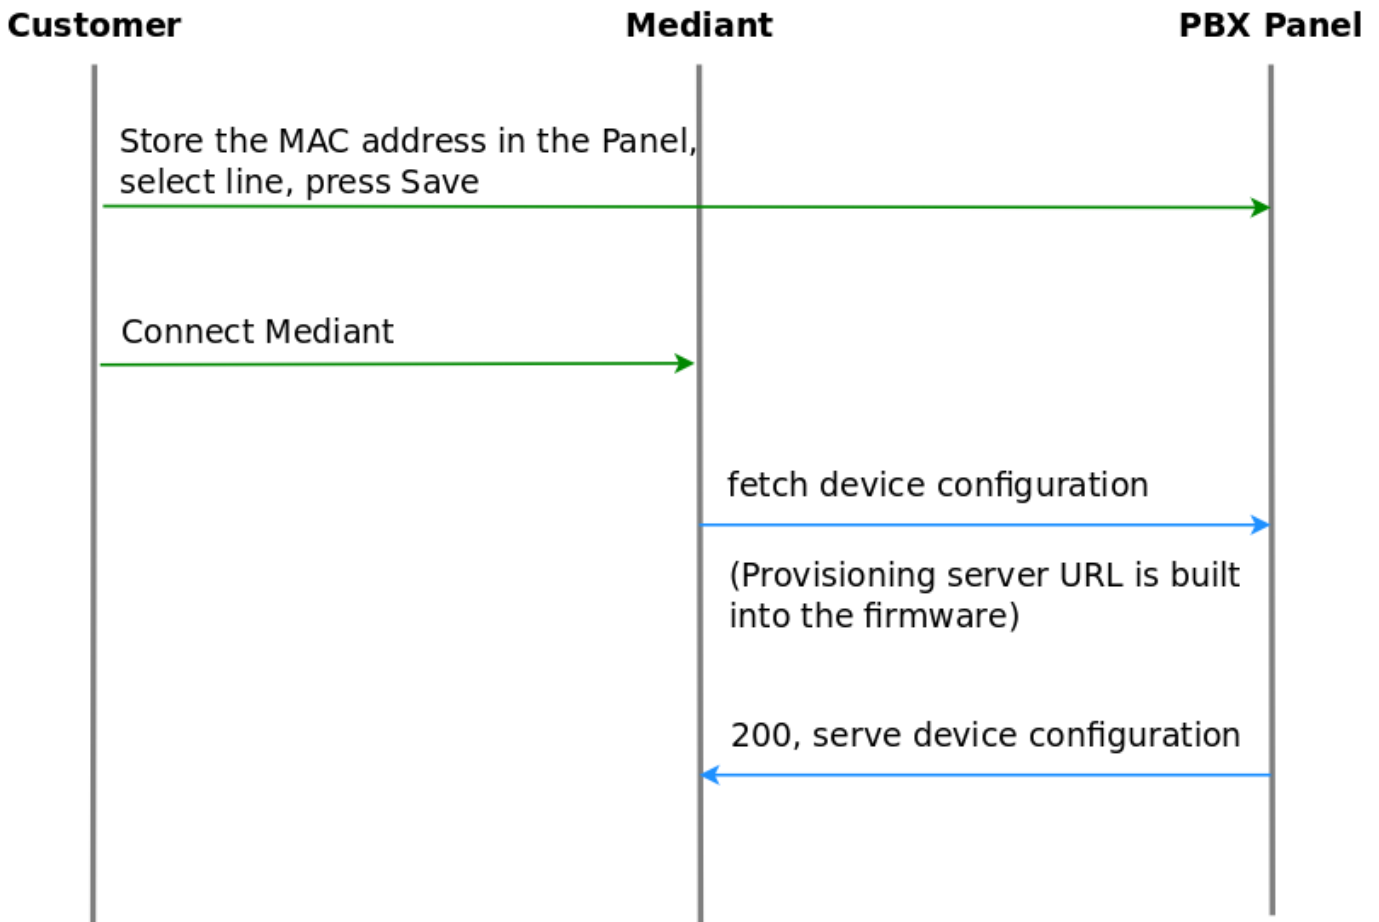 Customer
Mediant
PBX Panel
Store the MAC address in the Panel,
select line, press Save
Connect Mediant
fetch device configuration
(Provisioning server URL is built
into the firmware)
200, serve device configuration